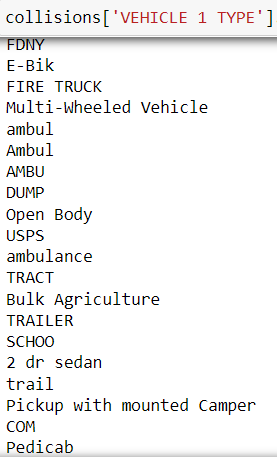 collisions['VEHICLE 1 TYPE']
FDNY
E-Bik
FIRE TRUCK
Multi-Wheeled Vehicle
ambul
Ambul
AMBU
DUMP
Open Body
USPS
ambulance
TRACT
Bulk Agriculture
TRAILER
SCHOO
2 dr sedan
trail
Pickup with mounted Camper
COM
Pedicab